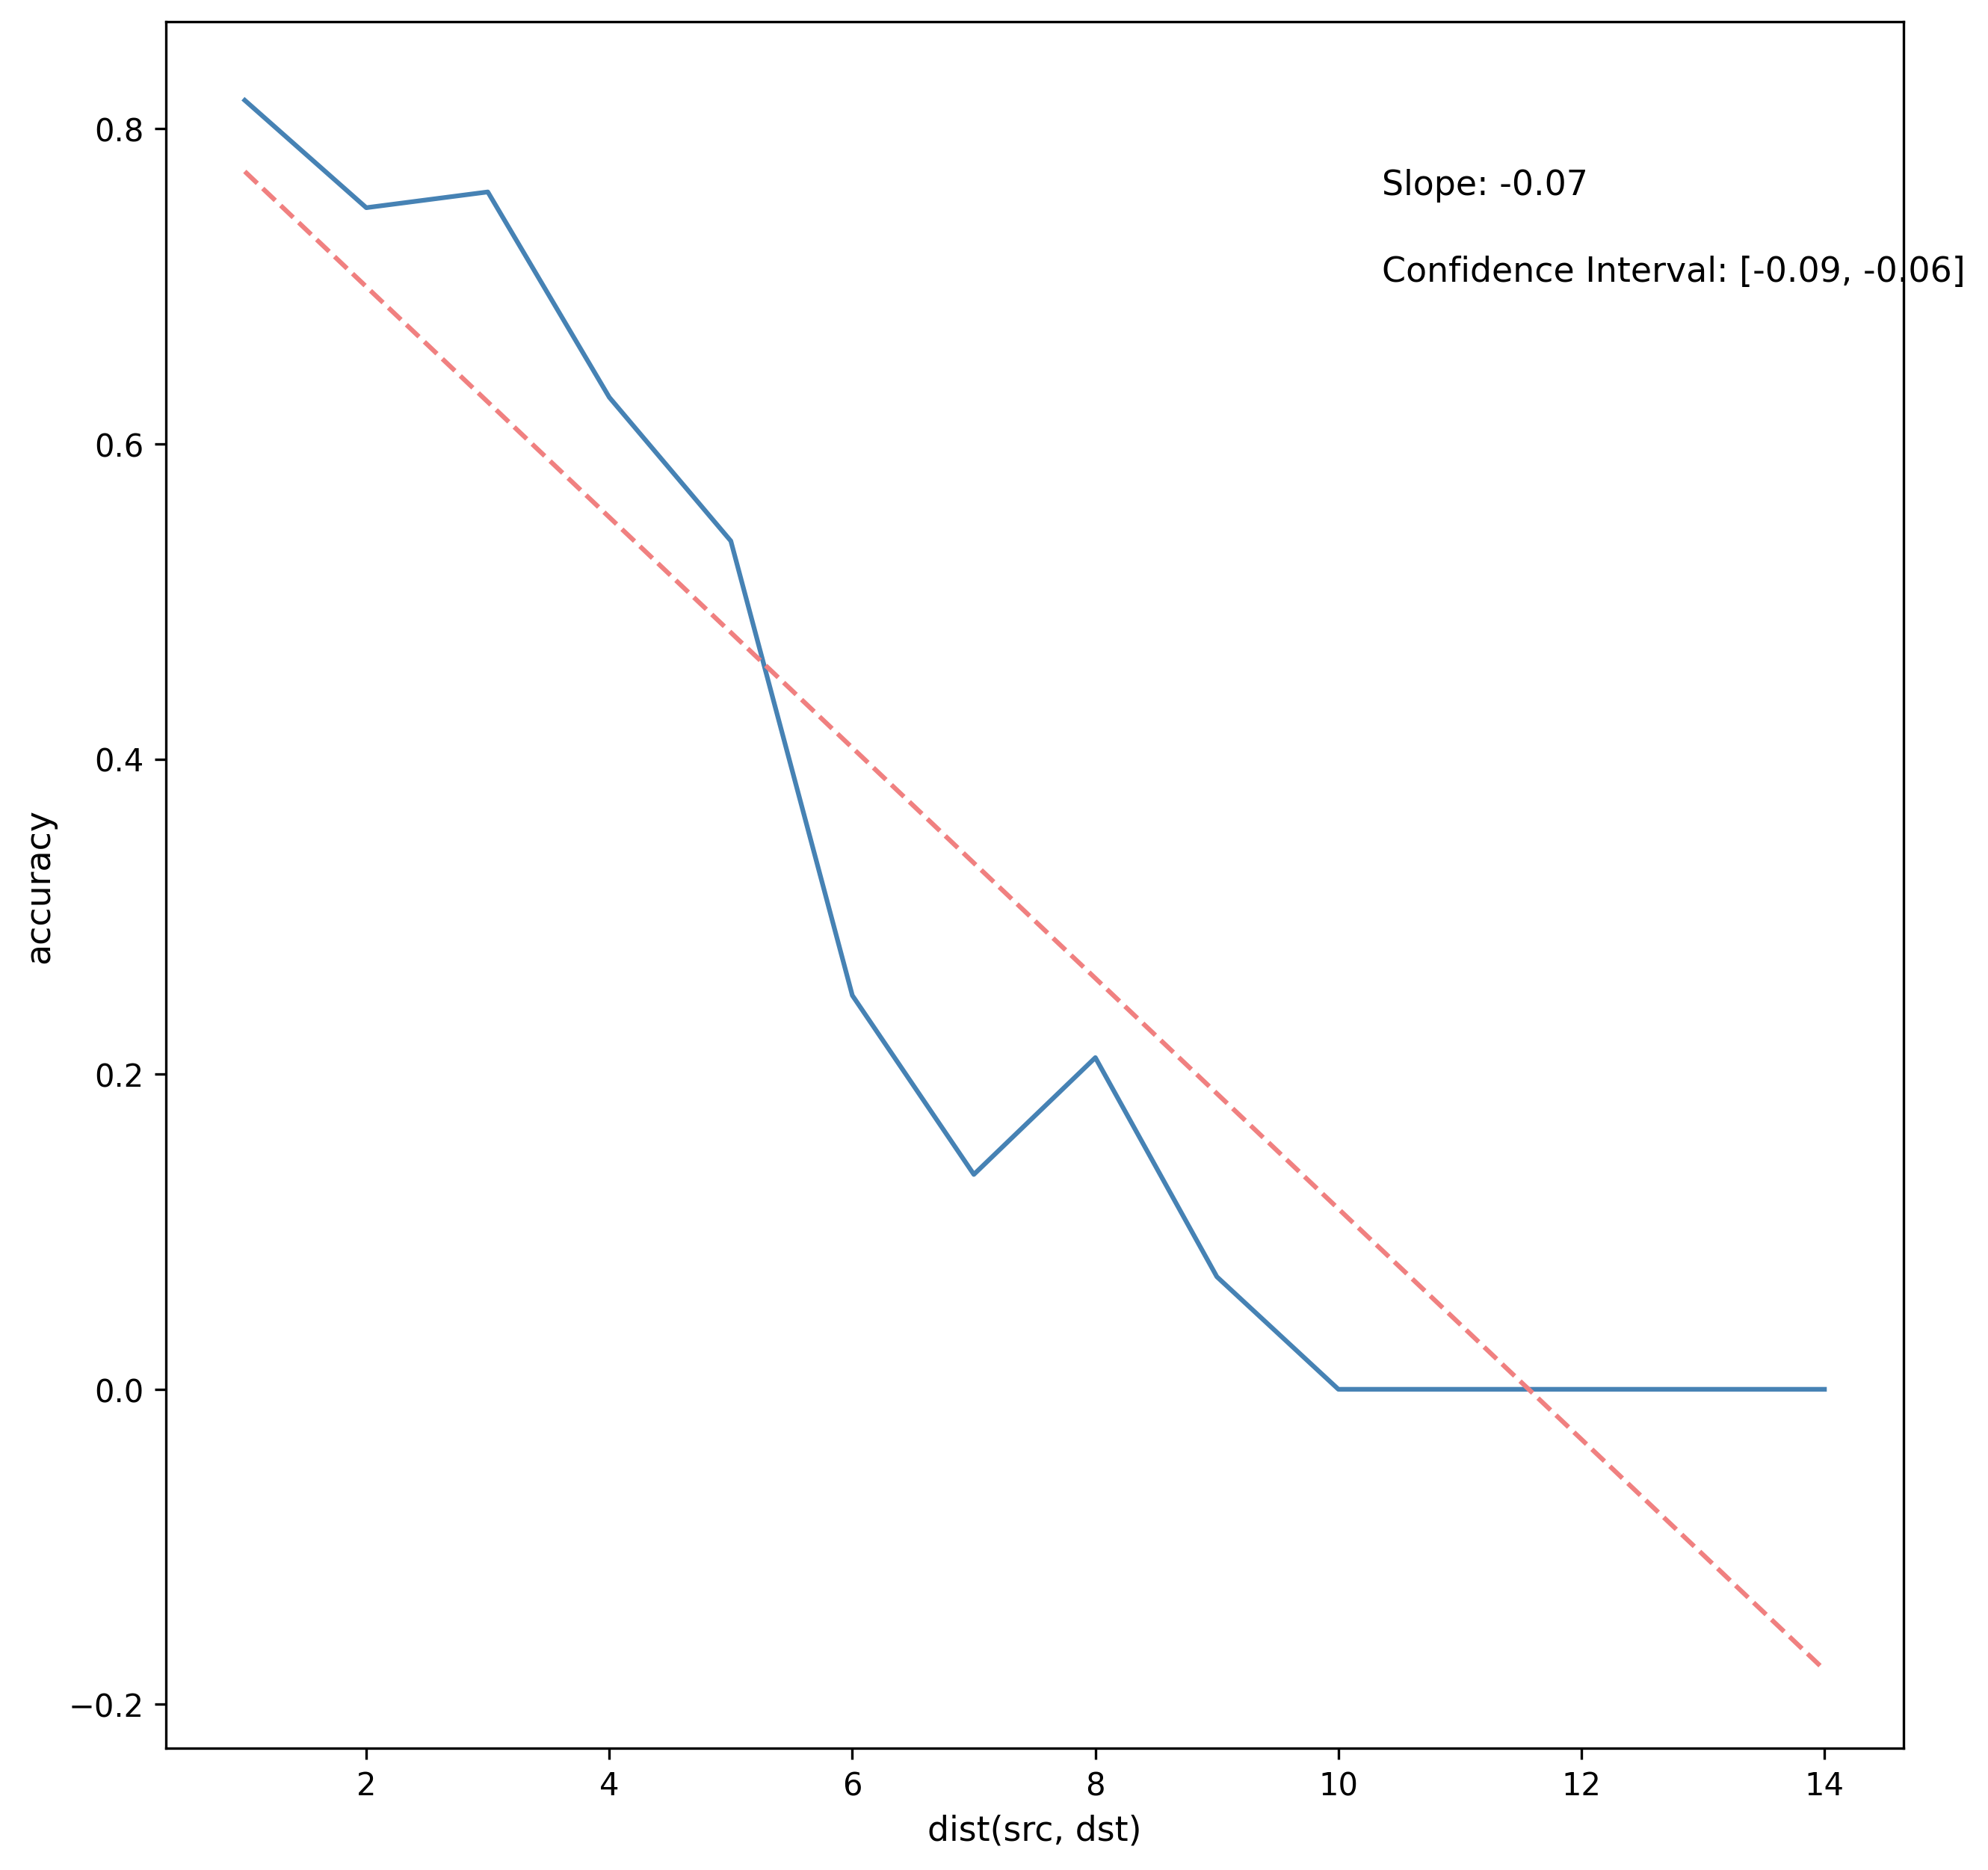 Slope: -0.07
Confidence Interval: [-0.09, -0.06]
0.8
0.6
0.4
0.2
0.0
−0.2
accuracy
2 4 6 8 10 12 14
dist(src, dst)